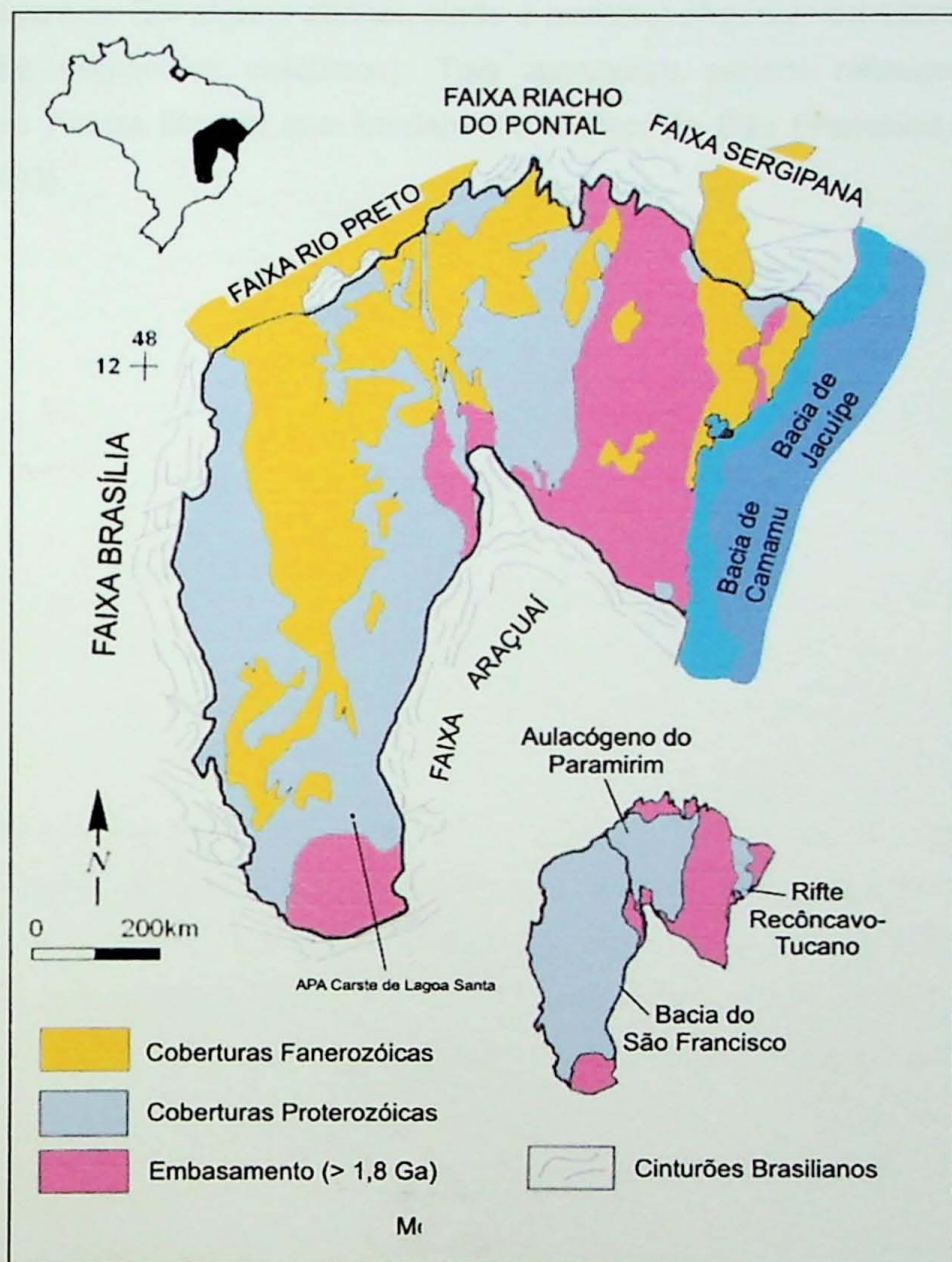 FAIXA RIACHO
DO PONTAL
FAIXA SERGIPANA
FAIXA RIO PRETO
48
12
FAIXA BRASÍLIA
Bacia de
Jacuípe
Bacia de
Camamu
FAIXA ARAÇUAÍ
Aulacógeno do
Paramirim
N
0 200km
Rifte
Recôncavo-
Tucano
APA Carste de Lagoa Santa
Bacia do
São Francisco
Coberturas Fanerozóicas
Coberturas Proterozóicas
Embasamento (> 1,8 Ga)
Cinturões Brasilianos